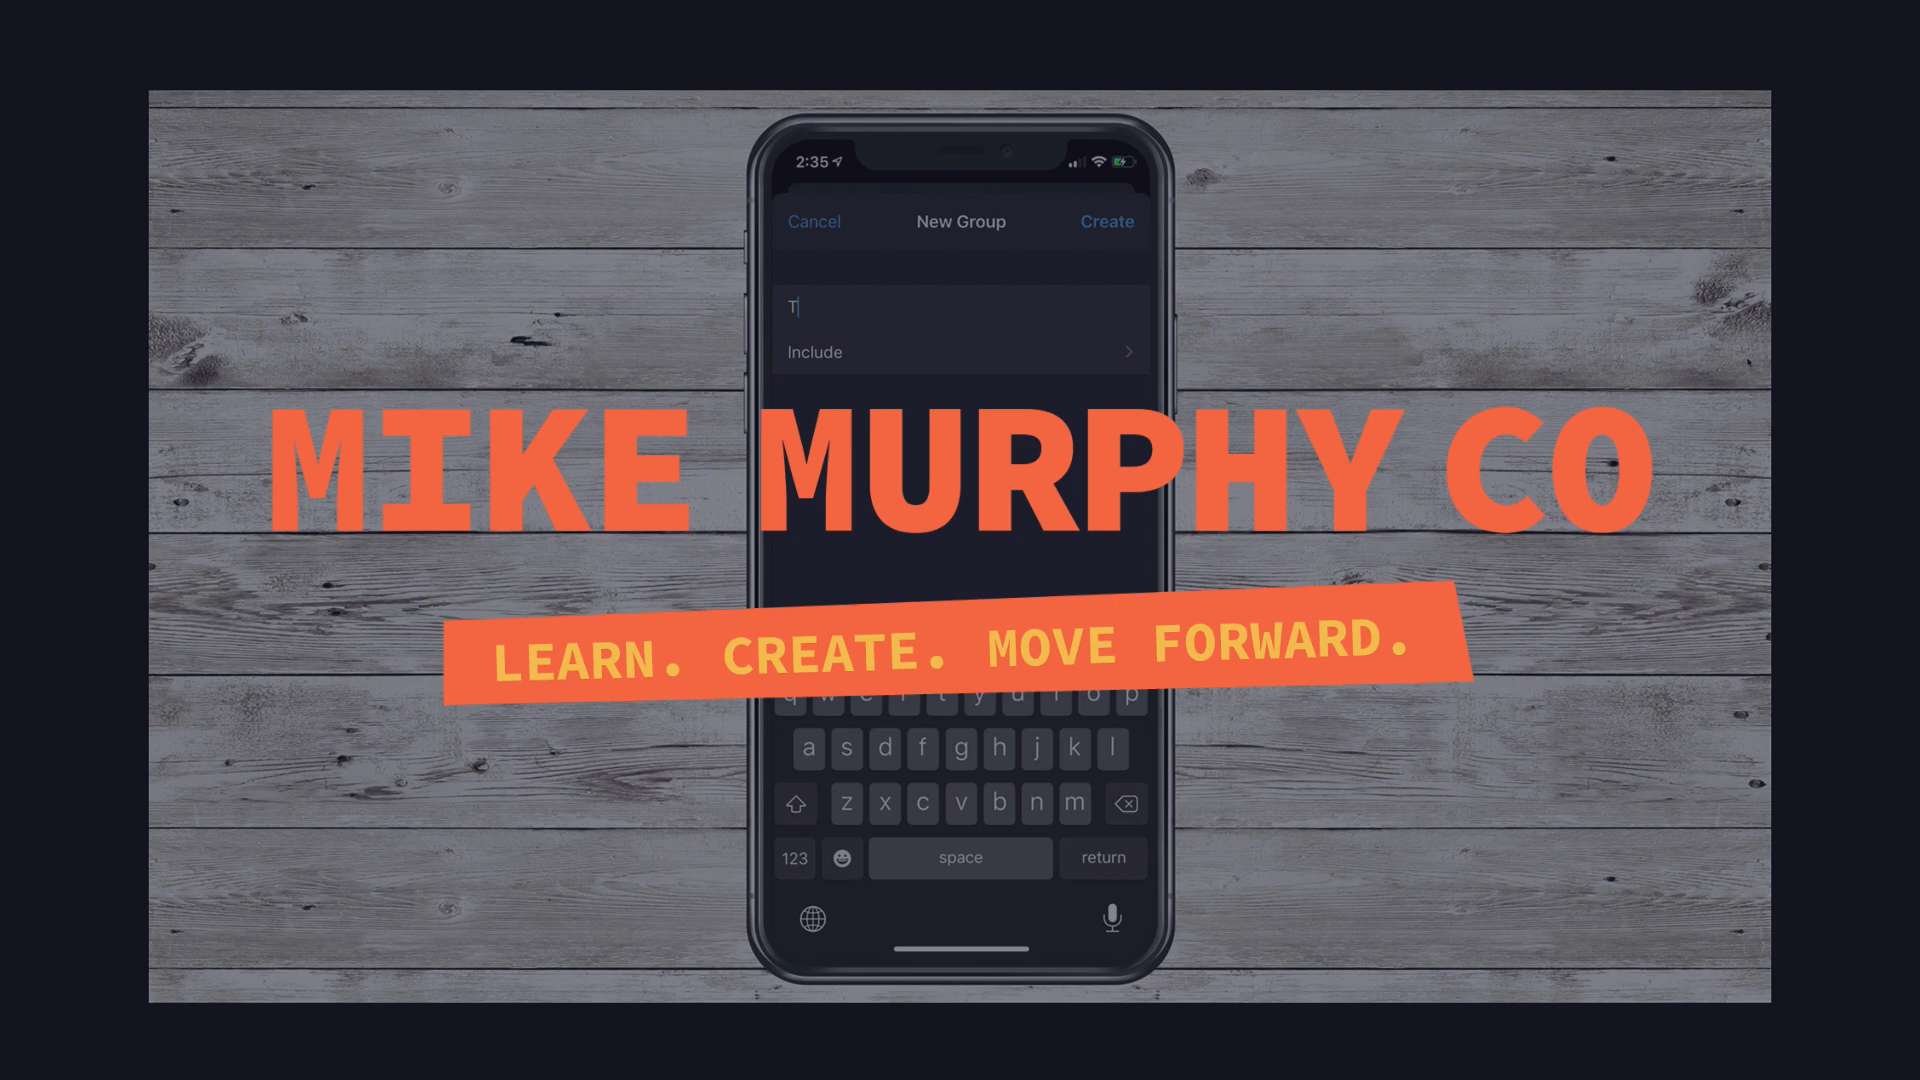 2:35
Cancel New Group Create
T
Include
MIKE MURPHY CO
LEARN. CREATE. MOVE FORWARD.
q w e r t y u i o p
a s d f g h j k l
z x c v b n m
123 space return